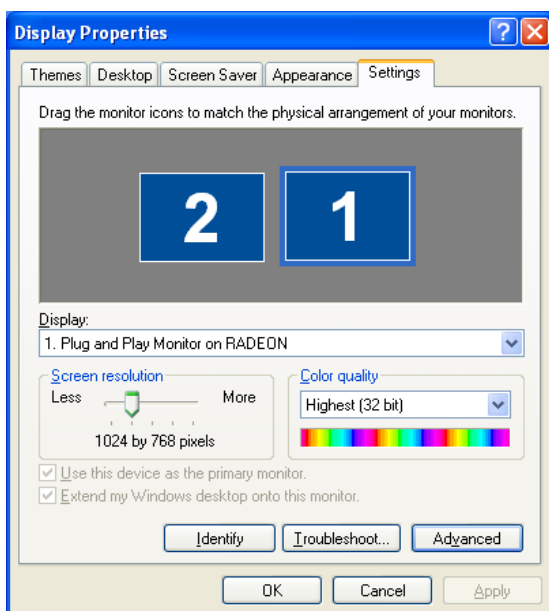 Display Properties
Themes Desktop Screen Saver Appearance Settings
Drag the monitor icons to match the physical arrangement of your monitors.
2 1
Display:
1. Plug and Play Monitor on RADEON
Screen resolution Color quality
Less More Highest (32 bit)
1024 by 768 pixels
Use this device as the primary monitor.
Extend my Windows desktop onto this monitor.
Identify Troubleshoot... Advanced
OK Cancel Apply